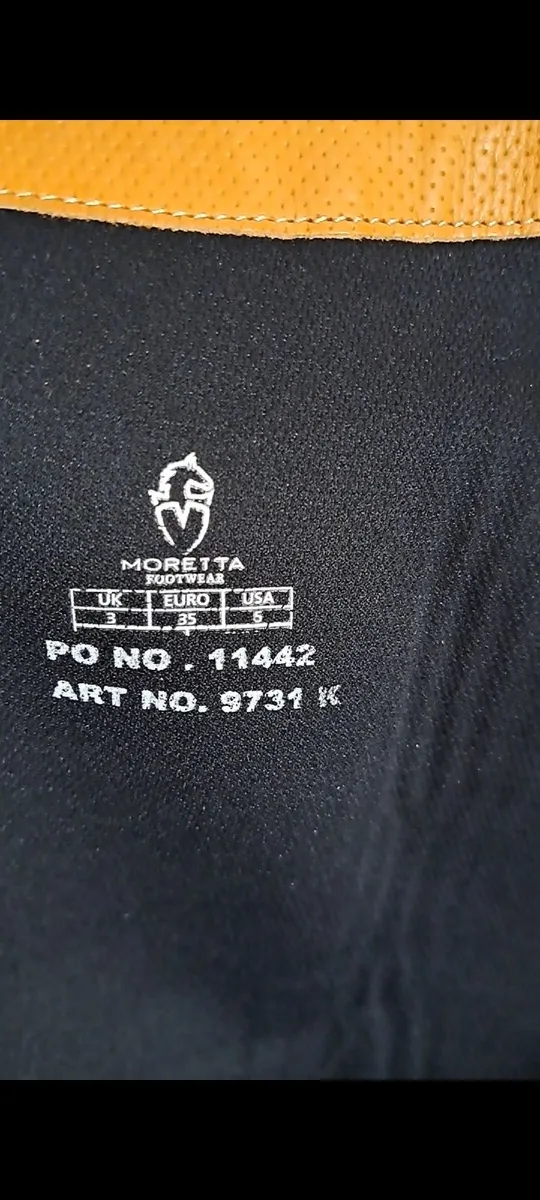 MORETTA
FOOTWEAR
UK EURO USA
3 35 6
PO NO . 11442
ART NO. 9731 K